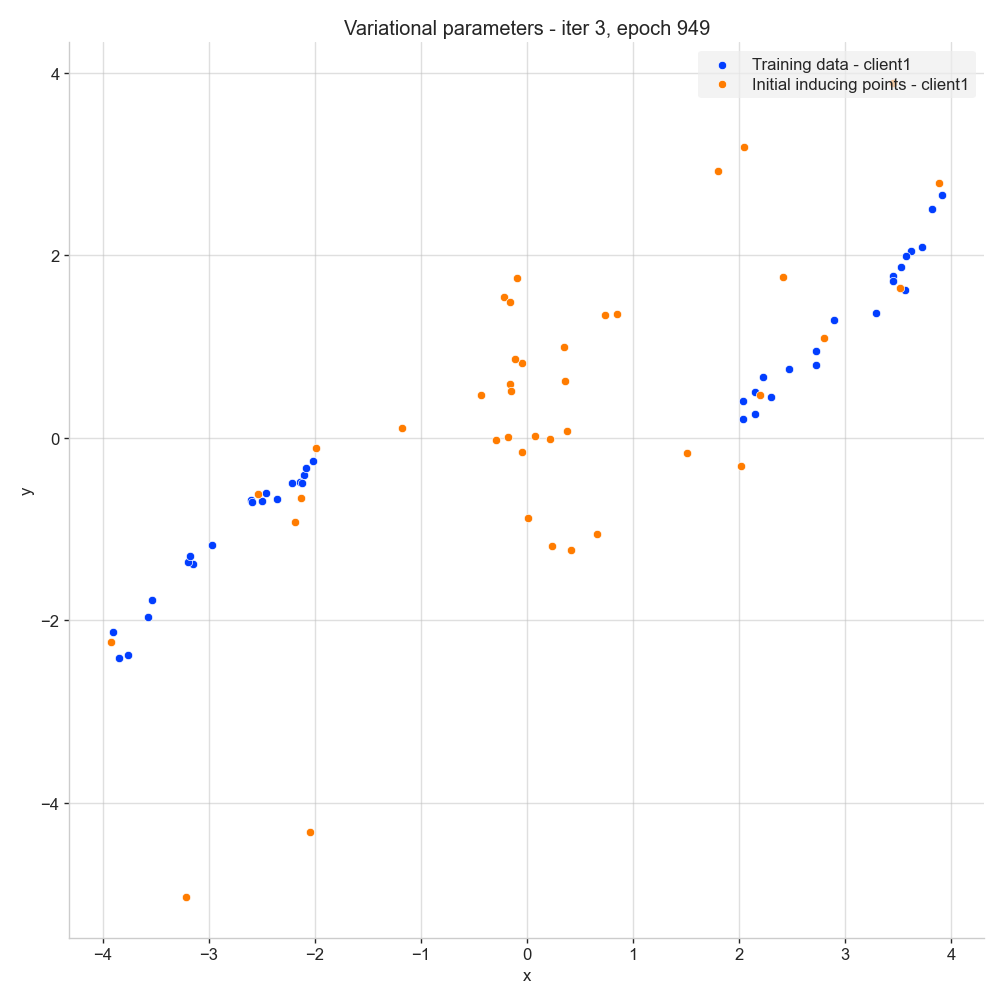 Variational parameters - iter 3, epoch 949
Training data - client1
Initial inducing points - client1
4
2
0
−2
−4
y
−4 −3 −2 −1 0 1 2 3 4
x